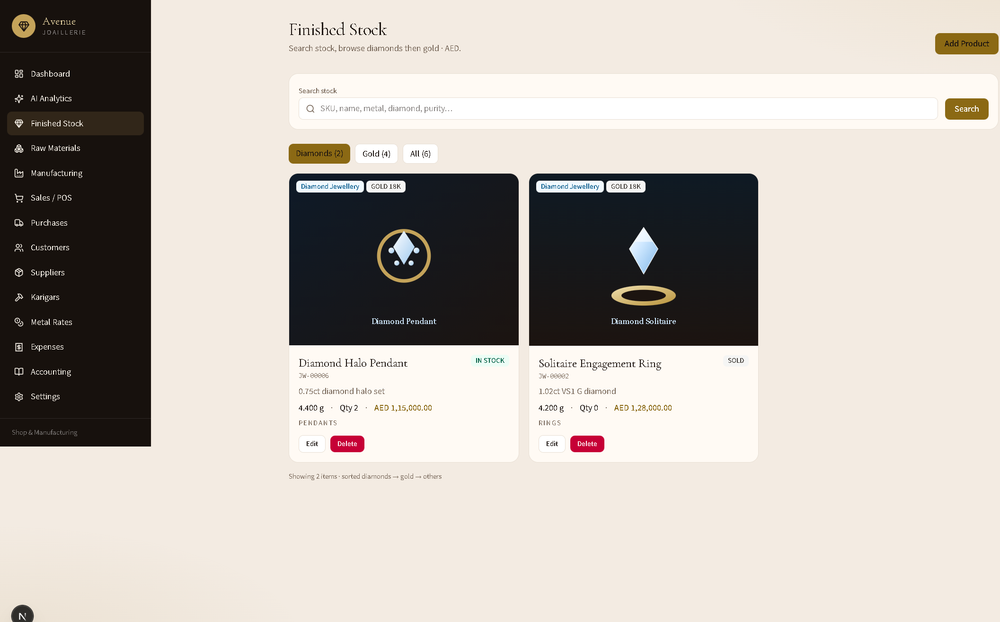 Avenue
JOAILLERIE
Dashboard
AI Analytics
Finished Stock
Raw Materials
Manufacturing
Sales / POS
Purchases
Customers
Suppliers
Karigars
Metal Rates
Expenses
Accounting
Settings
Shop & Manufacturing
N
Finished Stock
Search stock, browse diamonds then gold · AED.
Add Product
Search stock
SKU, name, metal, diamond, purity…
Search
Diamonds (2)
Gold (4)
All (6)
Diamond Jewellery
GOLD 18K
Diamond Pendant
Diamond Halo Pendant
IN STOCK
JW-00006
0.75ct diamond halo set
4.400 g · Qty 2 · AED 1,15,000.00
PENDANTS
Edit
Delete
Diamond Jewellery
GOLD 18K
Diamond Solitaire
Solitaire Engagement Ring
SOLD
JW-00002
1.02ct VS1 G diamond
4.200 g · Qty 0 · AED 1,28,000.00
RINGS
Edit
Delete
Showing 2 items · sorted diamonds → gold → others